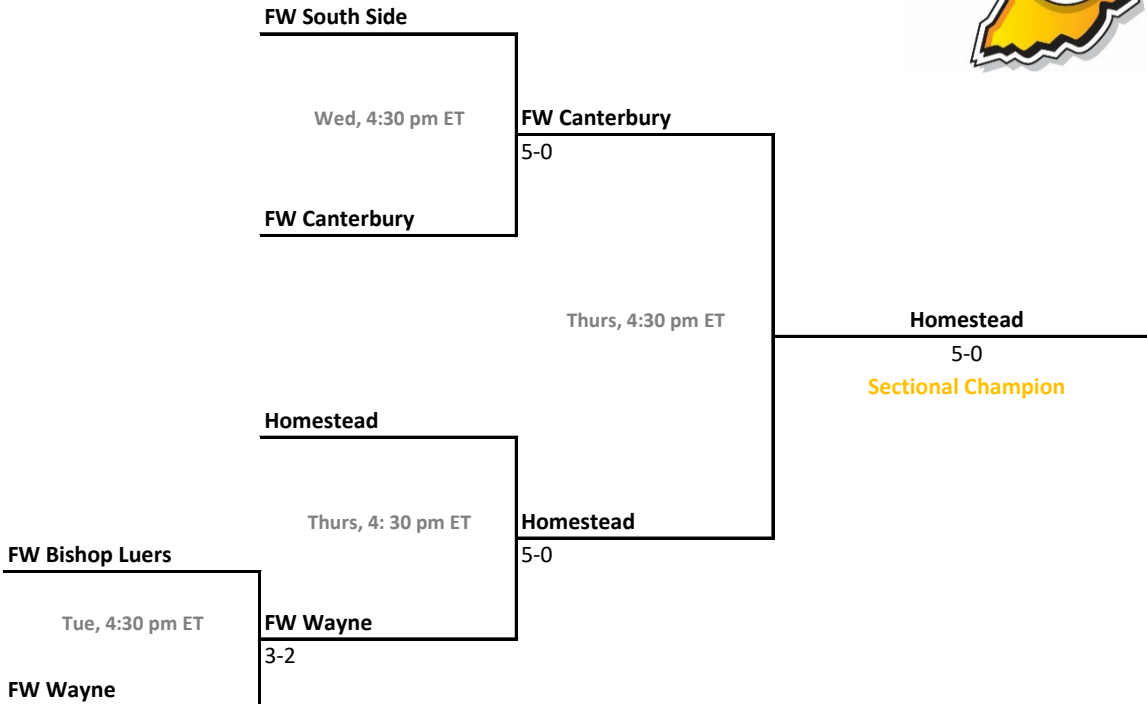 FW South Side
Wed, 4:30 pm ET
FW Canterbury
5-0
FW Canterbury
Thurs, 4:30 pm ET
Homestead
5-0
Sectional Champion
Homestead
Thurs, 4: 30 pm ET
Homestead
5-0
FW Bishop Luers
Tue, 4:30 pm ET
FW Wayne
3-2
FW Wayne